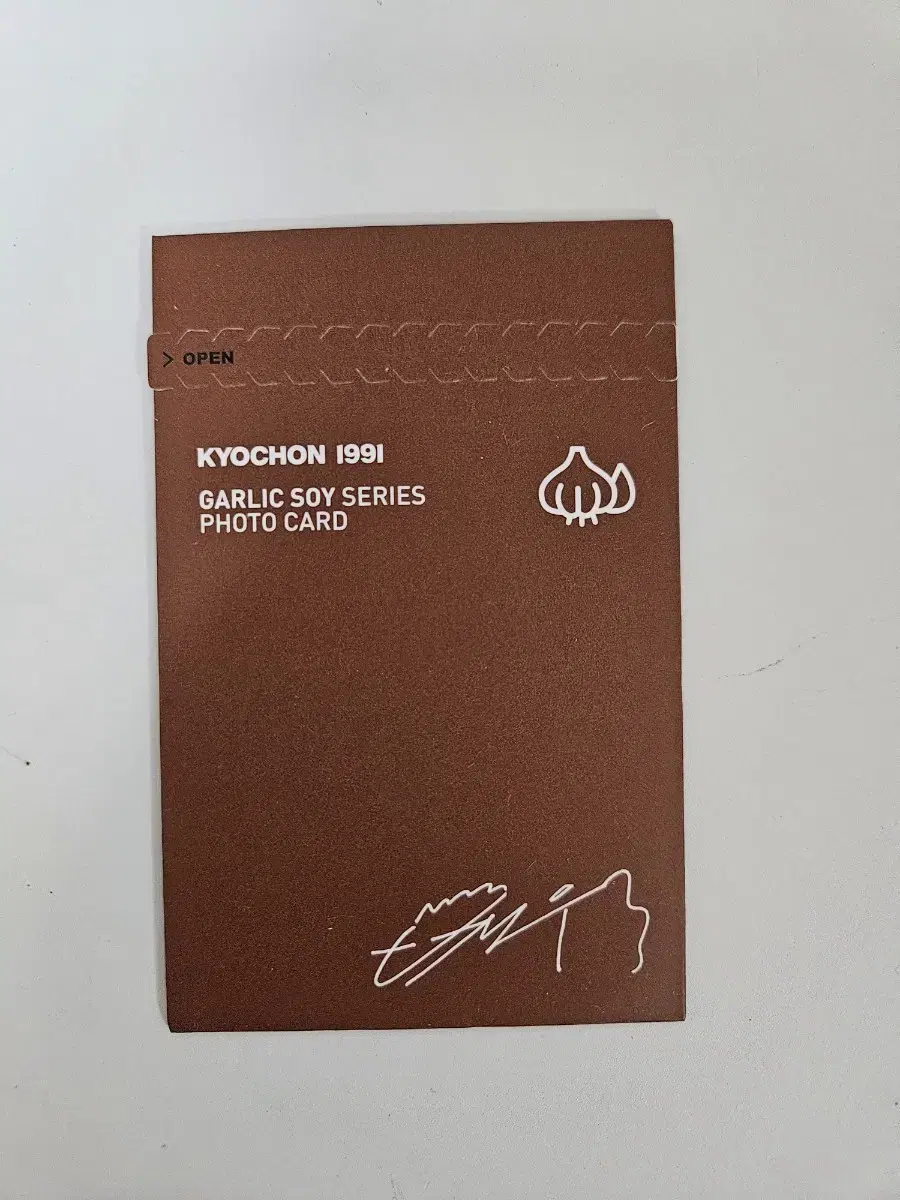 > OPEN
KYOCHON 1991
GARLIC SOY SERIES
PHOTO CARD